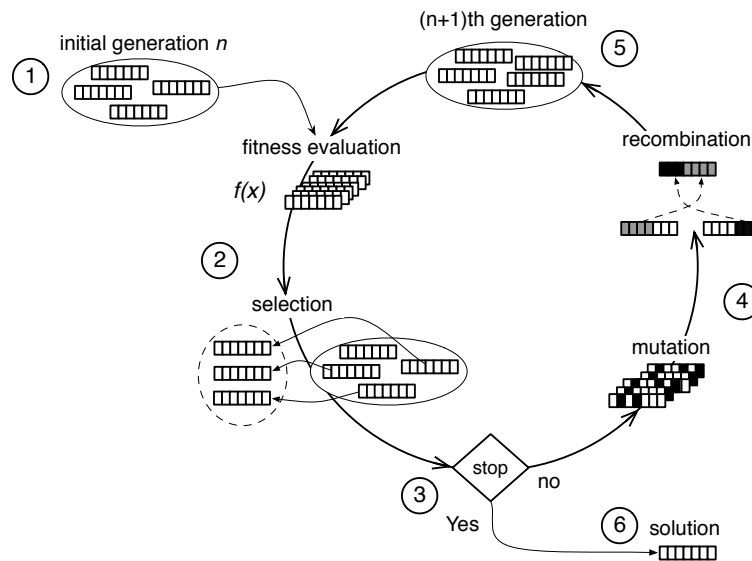 initial generation n
(n+1)th generation
1
5
fitness evaluation
recombination
f(x)
2
selection
4
mutation
stop
3
no
Yes
6
solution